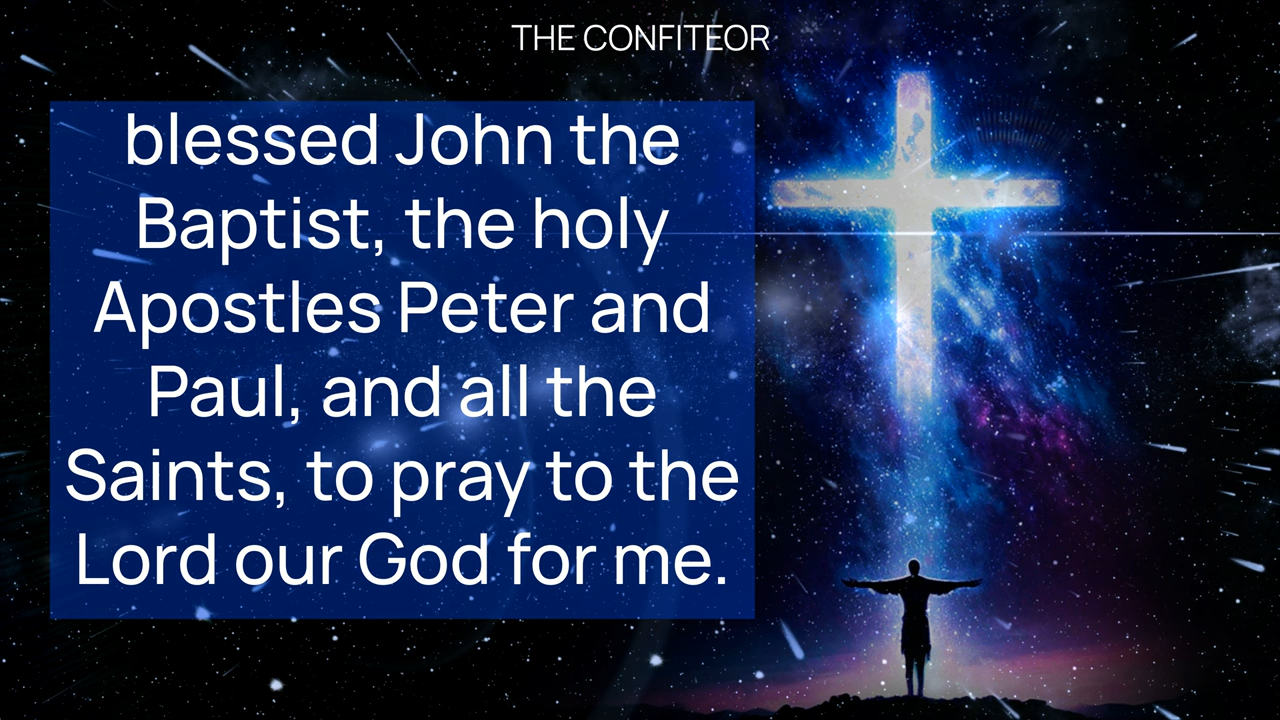 THE CONFITEOR
blessed John the
Baptist, the holy
Apostles Peter and
Paul, and all the
Saints, to pray to the
Lord our God for me.